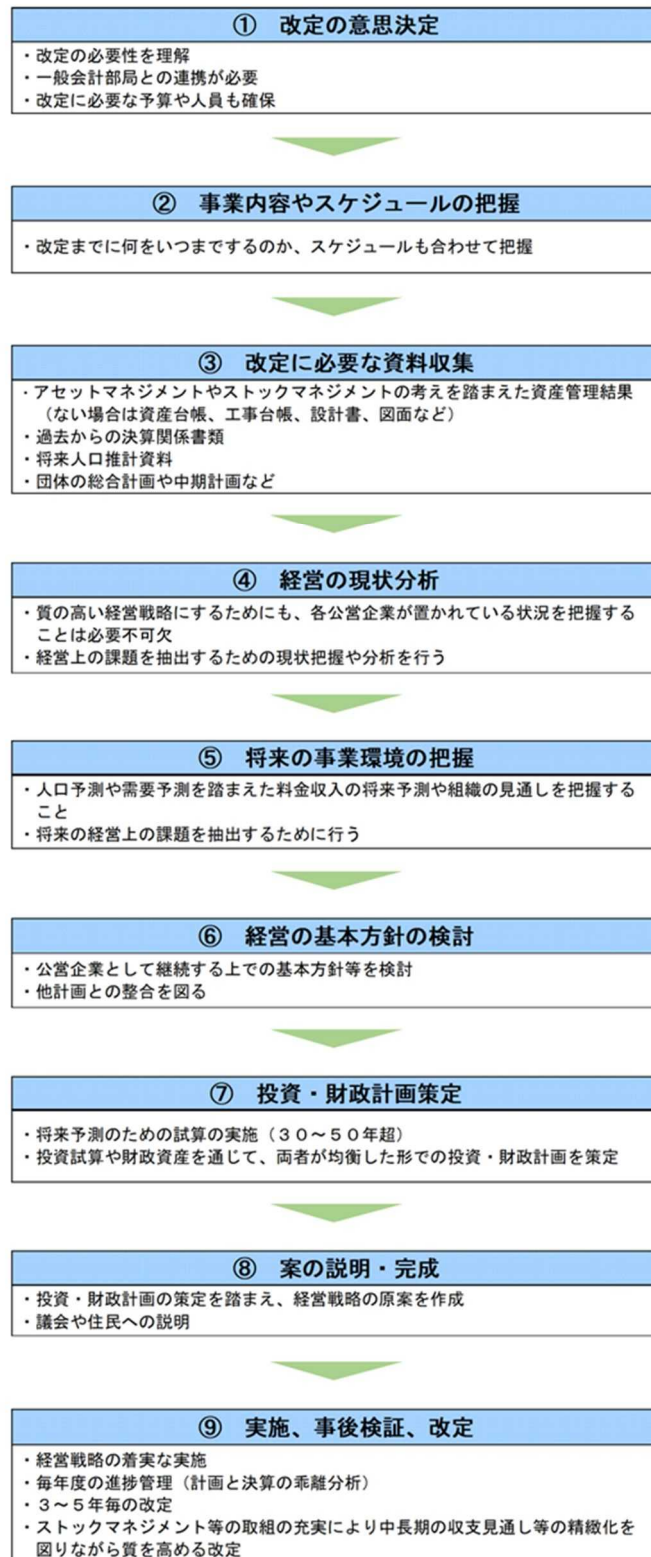 ① 改定の意思決定
・改定の必要性を理解
・一般会計部局との連携が必要
・改定に必要な予算や人員も確保
② 事業内容やスケジュールの把握
・改定までに何をいつまでするのか、スケジュールも合わせて把握
③ 改定に必要な資料収集
・アセットマネジメントやストックマネジメントの考えを踏まえた資産管理結果
（ない場合は資産台帳、工事台帳、設計書、図面など）
・過去からの決算関係書類
・将来人口推計資料
・団体の総合計画や中期計画など
④ 経営の現状分析
・質の高い経営戦略にするためにも、各公営企業が置かれている状況を把握する
ことは必要不可欠
・経営上の課題を抽出するための現状把握や分析を行う
⑤ 将来の事業環境の把握
・人口予測や需要予測を踏まえた料金収入の将来予測や組織の見通しを把握する
こと
・将来の経営上の課題を抽出するために行う
⑥ 経営の基本方針の検討
・公営企業として継続する上での基本方針等を検討
・他計画との整合を図る
⑦ 投資・財政計画策定
・将来予測のための試算の実施（３０～５０年超）
・投資試算や財政資産を通じて、両者が均衡した形での投資・財政計画を策定
⑧ 案の説明・完成
・投資・財政計画の策定を踏まえ、経営戦略の原案を作成
・議会や住民への説明
⑨ 実施、事後検証、改定
・経営戦略の着実な実施
・毎年度の進捗管理（計画と決算の乖離分析）
・３～５年毎の改定
・ストックマネジメント等の取組の充実により中長期の収支見通し等の精緻化を
図りながら質を高める改定